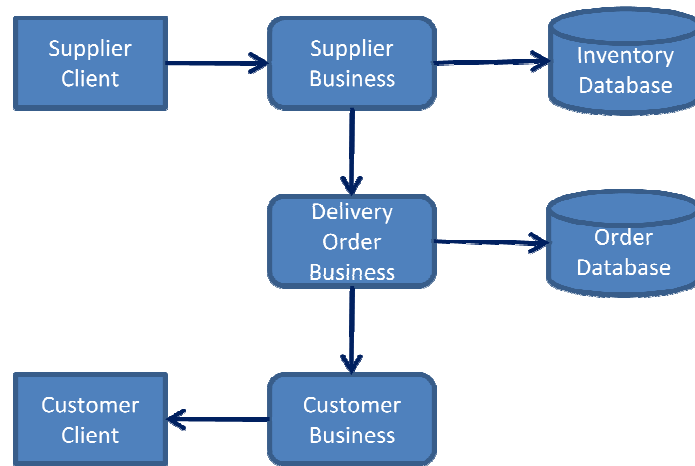 Supplier
Client
Supplier
Business
Inventory
Database
Delivery
Order
Business
Order
Database
Customer
Client
Customer
Business